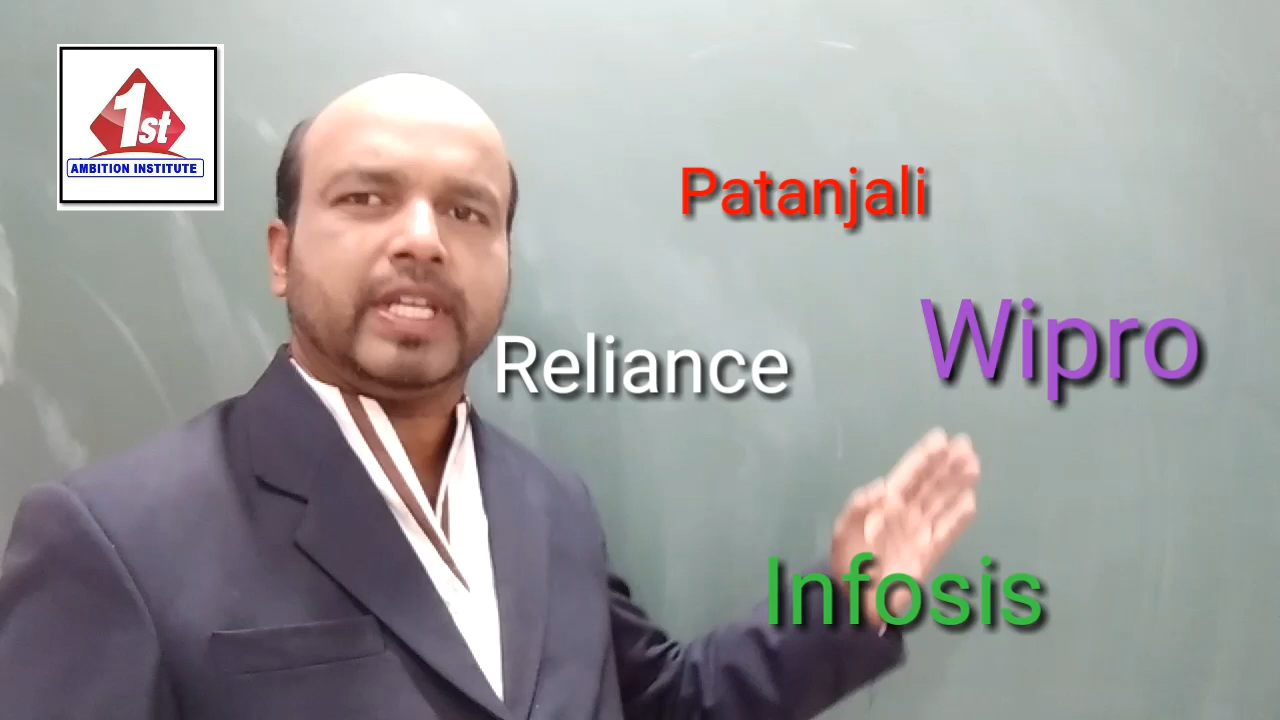 1st
AMBITION INSTITUTE
Patanjali
Wipro
Reliance
Infosis